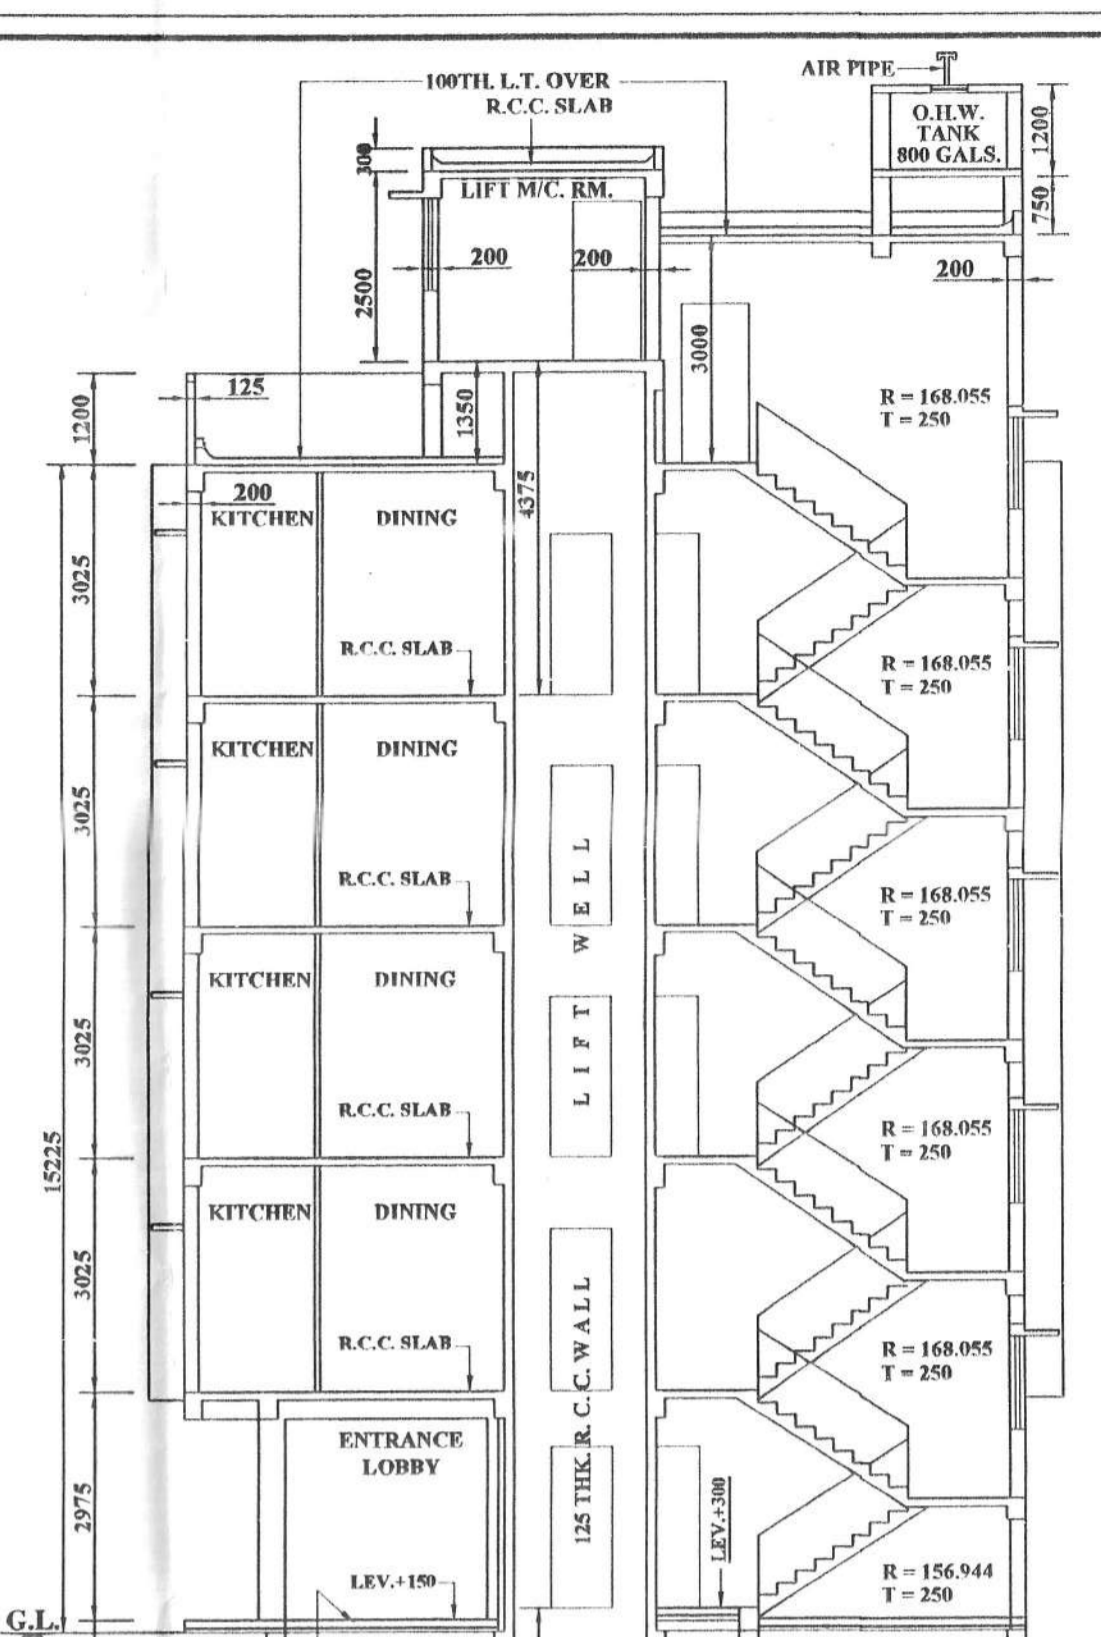 AIR PIPE
100TH. L.T. OVER
R.C.C. SLAB
O.H.W.
TANK
800 GALS.
1200
300
LIFT M/C. RM.
750
200
200
200
2500
3000
125
1200
1350
R = 168.055
T = 250
4375
200
KITCHEN
DINING
3025
R.C.C. SLAB
R = 168.055
T = 250
KITCHEN
DINING
3025
R.C.C. SLAB
LIFT WELL
R = 168.055
T = 250
KITCHEN
DINING
3025
R.C.C. SLAB
R = 168.055
T = 250
15225
KITCHEN
DINING
3025
R.C.C. SLAB
125 THK. R.C.C. WALL
R = 168.055
T = 250
ENTRANCE
LOBBY
2975
LEV.+300
LEV.+150
R = 156.944
T = 250
G.L.